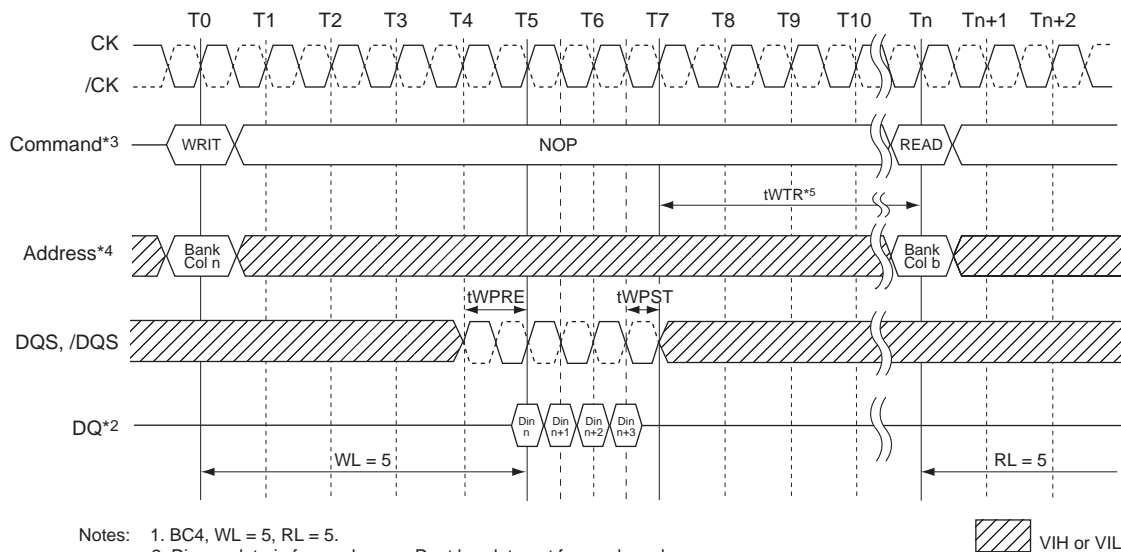 T0 T1 T2 T3 T4 T5 T6 T7 T8 T9 T10 Tn Tn+1 Tn+2
CK
/CK
Command*3 WRIT NOP READ
tWTR*5
Address*4 Bank Col n Bank Col b
tWPRE tWPST
DQS, /DQS
DQ*2 Din n Din n+1 Din n+2 Din n+3
WL = 5 RL = 5
Notes: 1. BC4, WL = 5, RL = 5.
VIH or VIL